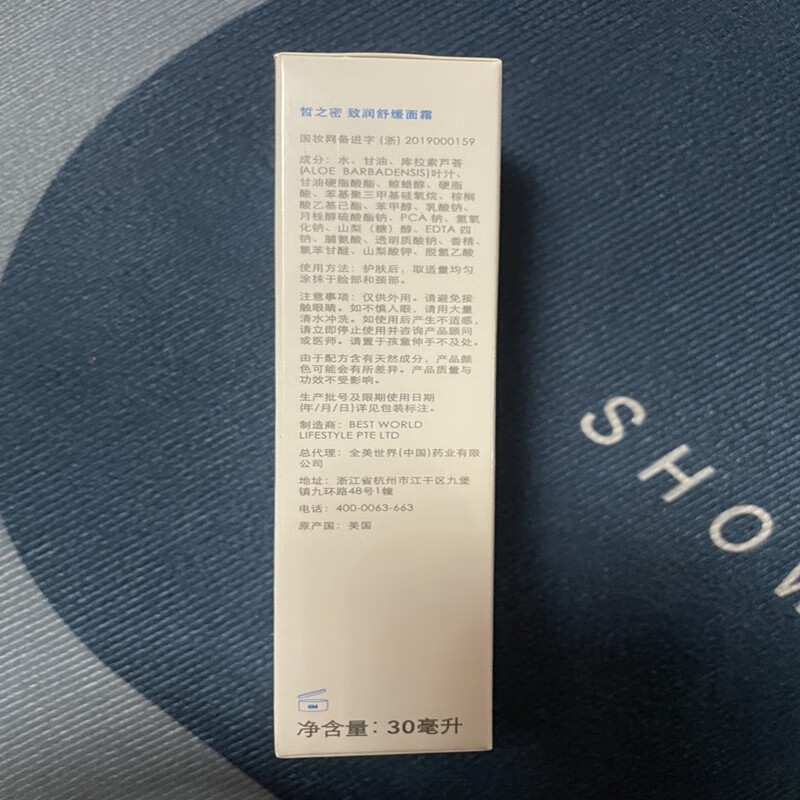 皙之密 致润舒缓面霜
国妆网备进字(浙)2019000159
成分：水、甘油、库拉索芦荟
(ALOE BARBADENSIS)叶汁、
甘油硬脂酸酯、鲸蜡醇、硬脂
酸、苯基聚三甲基硅氧烷、棕榈
酸乙基己酯、苯甲醇、乳酸钠、
月桂醇硫酸酯钠、PCA 钠、氢氧
化钠、山梨（糖）醇、EDTA 四
钠、脯氨酸、透明质酸钠、香精、
氯苯甘醚、山梨酸钾、脱氢乙酸
使用方法：护肤后，取适量均匀
涂抹于脸部和颈部。
注意事项：仅供外用。请避免接
触眼睛。如不慎入眼，请用大量
清水冲洗。如使用后产生不适感，
请立即停止使用并咨询产品顾问
或医师。请置于孩童伸手不及处。
由于配方含有天然成分，产品颜
色可能会有所差异。产品质量与
功效不受影响。
生产批号及限期使用日期
(年/月/日)详见包装标注。
制造商：BEST WORLD
LIFESTYLE PTE LTD
总代理：全美世界(中国)药业有限
公司
地址：浙江省杭州市江干区九堡
镇九环路48号1幢
电话：400-0063-663
原产国：美国
6M
净含量：30毫升
SHOW